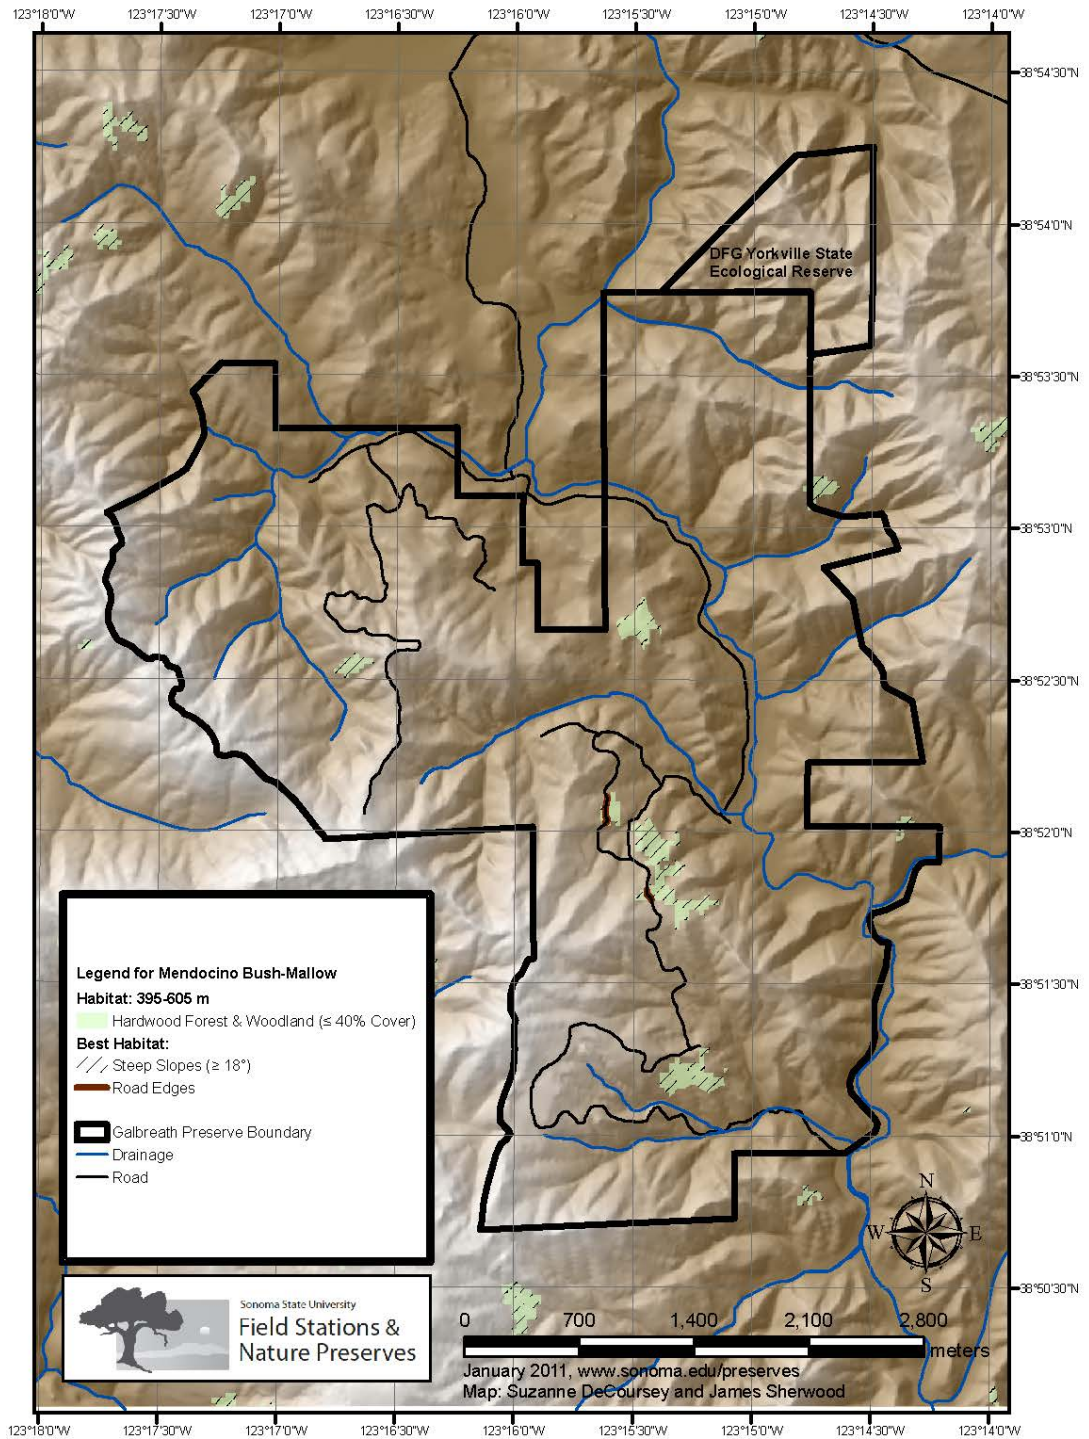 123°18'0"W 123°17'30"W 123°17'0"W 123°16'30"W 123°16'0"W 123°15'30"W 123°15'0"W 123°14'30"W 123°14'0"W
38°54'30"N
38°54'0"N
DFG Yorkville State
Ecological Reserve
38°53'30"N
38°53'0"N
38°52'30"N
38°52'0"N
38°51'30"N
38°51'0"N
38°50'30"N
Legend for Mendocino Bush-Mallow
Habitat: 395-605 m
Hardwood Forest & Woodland (≤ 40% Cover)
Best Habitat:
Steep Slopes (≥ 18°)
Road Edges
Galbreath Preserve Boundary
Drainage
Road
N
W E
S
Sonoma State University
Field Stations &
Nature Preserves
0 700 1,400 2,100 2,800
meters
January 2011, www.sonoma.edu/preserves
Map: Suzanne DeCoursey and James Sherwood
123°18'0"W 123°17'30"W 123°17'0"W 123°16'30"W 123°16'0"W 123°15'30"W 123°15'0"W 123°14'30"W 123°14'0"W